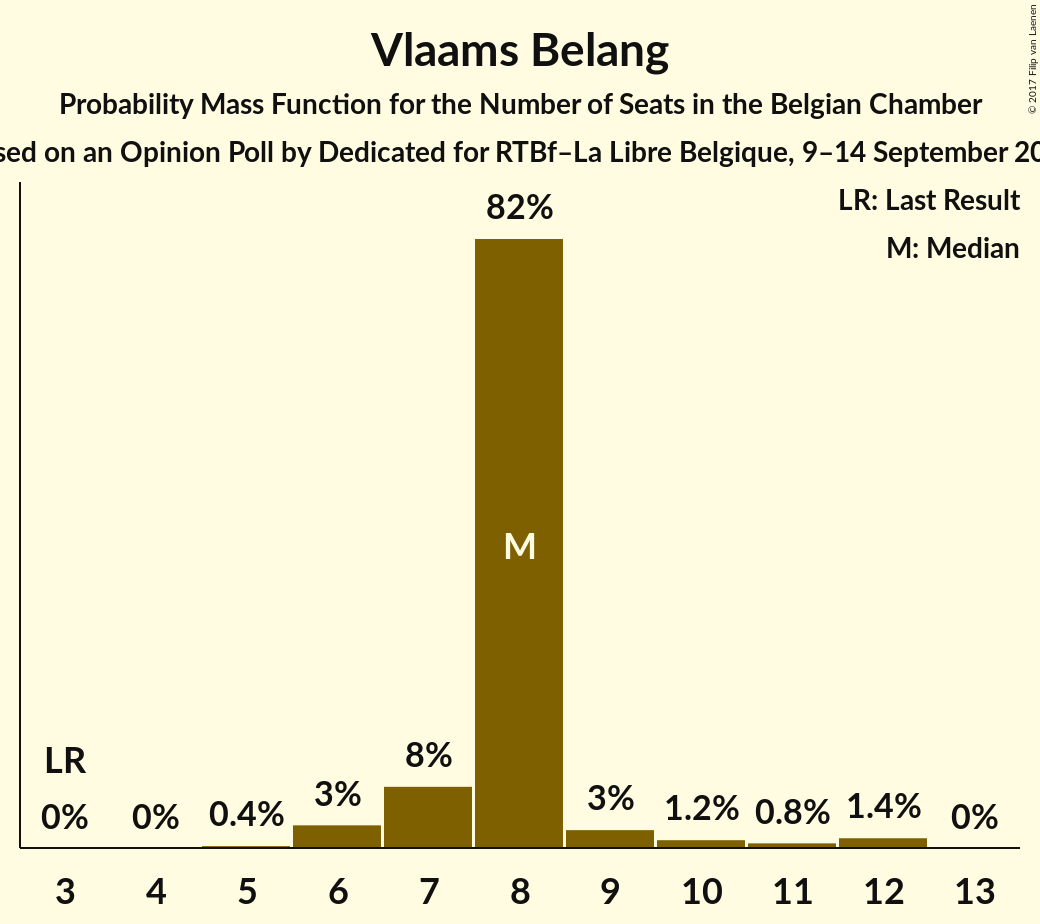 Vlaams Belang
Probability Mass Function for the Number of Seats in the Belgian Chamber
on an Opinion Poll by Dedicated for RTBf–La Libre Belgique, 9–14 September
LR: Last Result
M: Median
82%
M
LR
0% 0% 0.4% 3% 8% 3% 1.2% 0.8% 1.4% 0%
3 4 5 6 7 8 9 10 11 12 13
© 2017 Filip van Laenen